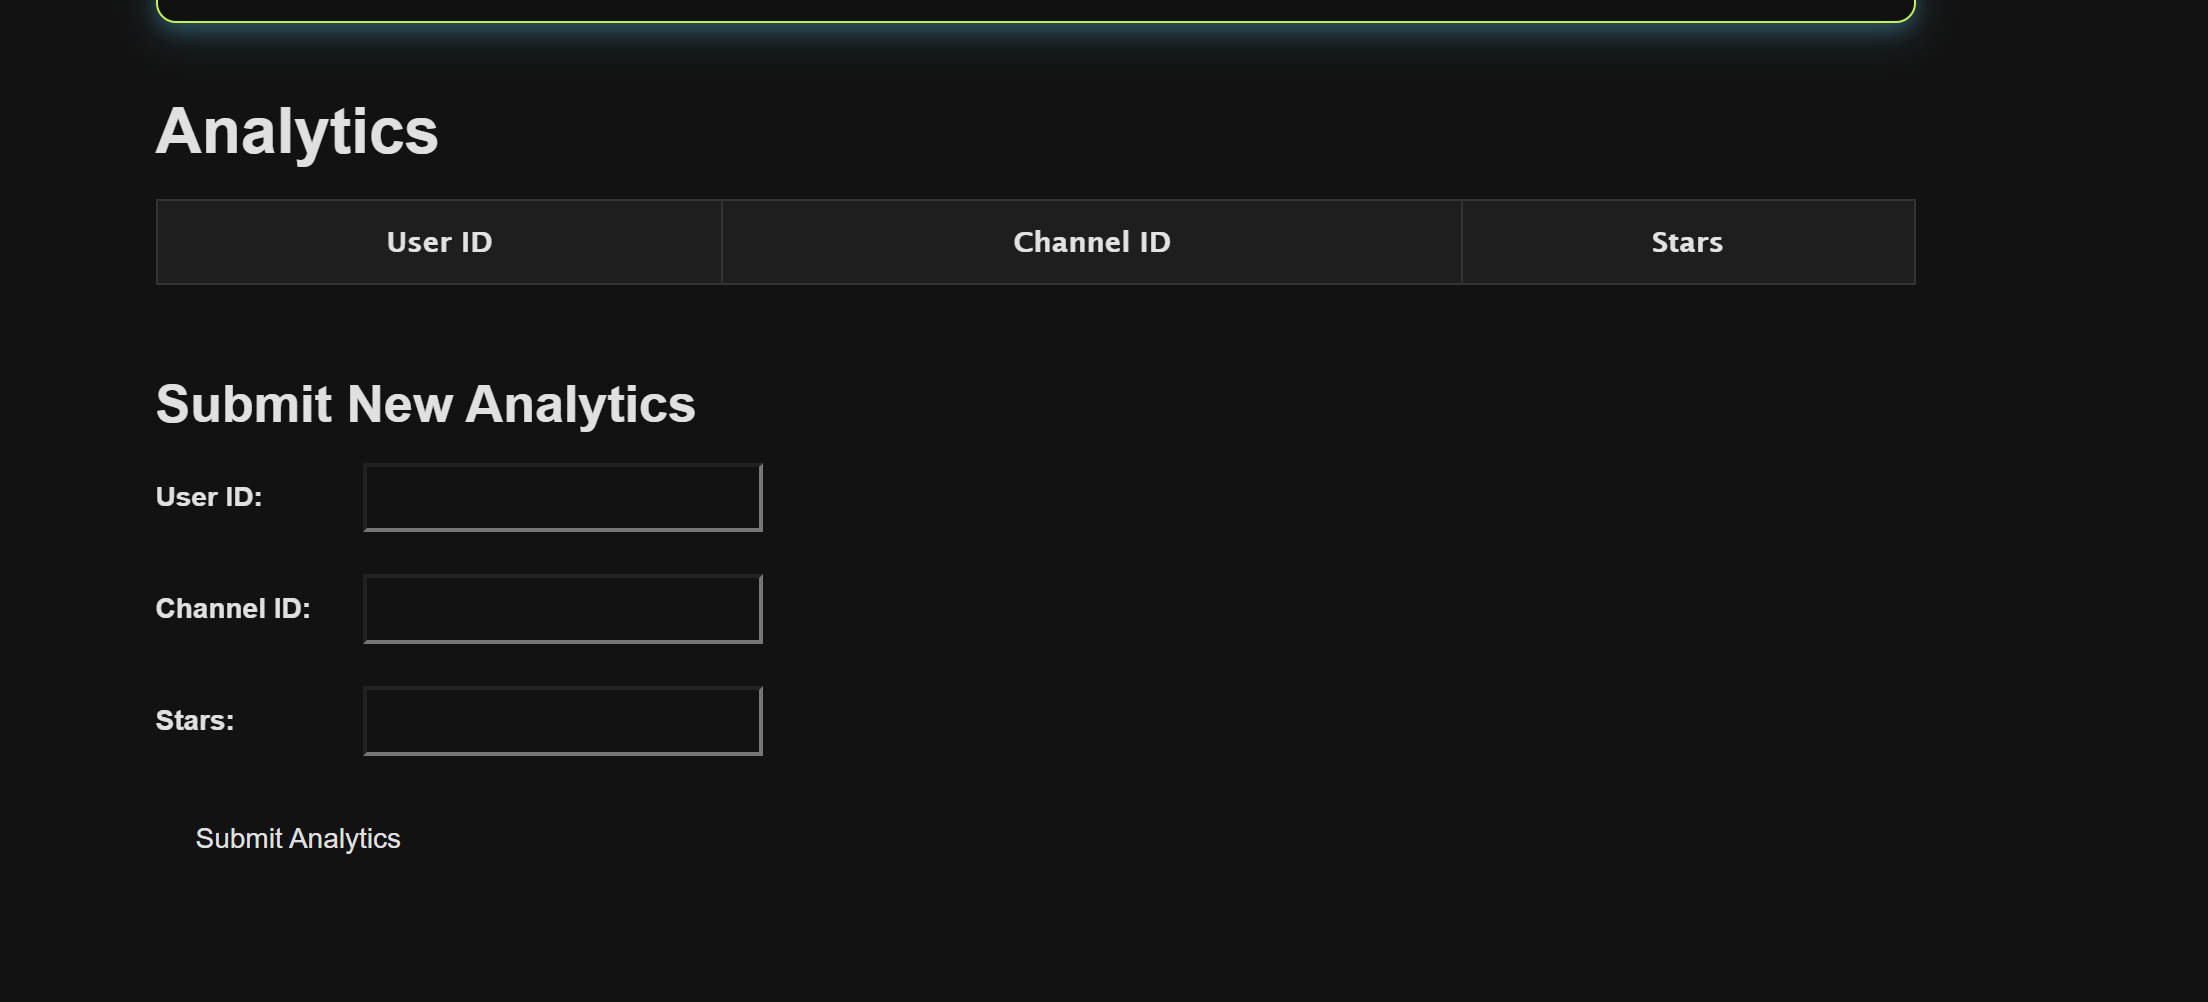 Analytics
User ID Channel ID Stars
Submit New Analytics
User ID:
Channel ID:
Stars:
Submit Analytics